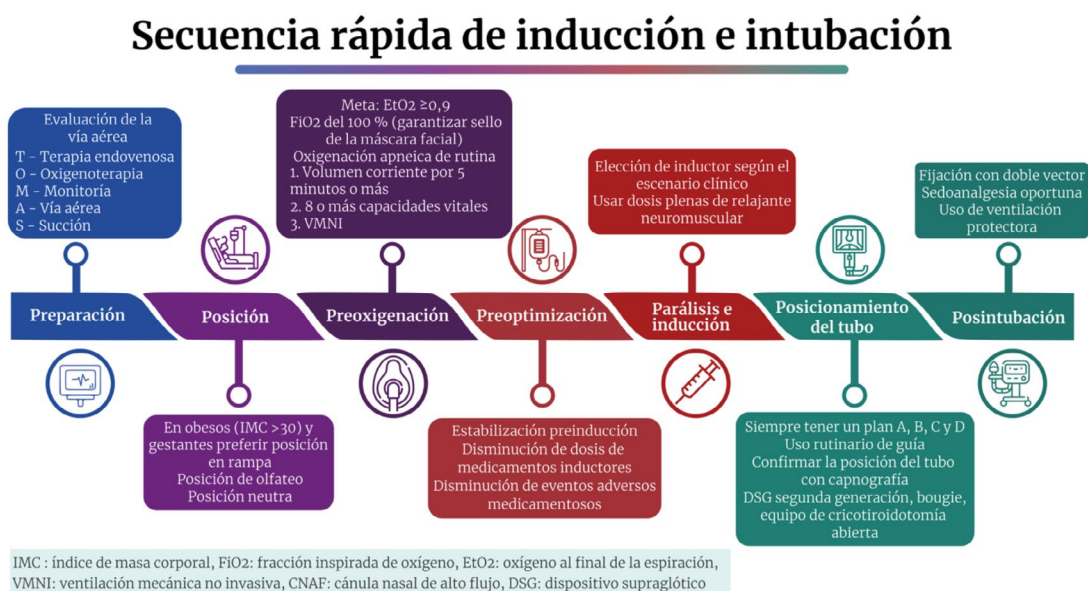 Secuencia rápida de inducción e intubación
Evaluación de la
vía aérea
T - Terapia endovenosa
O - Oxigenoterapia
M - Monitoría
A - Vía aérea
S - Succión
Meta: EtO2 ≥0,9
FiO2 del 100 % (garantizar sello
de la máscara facial)
Oxigenación apneica de rutina
1. Volumen corriente por 5
minutos o más
2. 8 o más capacidades vitales
3. VMNI
Elección de inductor según el
escenario clínico
Usar dosis plenas de relajante
neuromuscular
Fijación con doble vector
Sedoanalgesia oportuna
Uso de ventilación
protectora
Preparación
Posición
Preoxigenación
Preoptimización
Parálisis e
inducción
Posicionamiento
del tubo
Posintubación
En obesos (IMC >30) y
gestantes preferir posición
en rampa
Posición de olfateo
Posición neutra
Estabilización preinducción
Disminución de dosis de
medicamentos inductores
Disminución de eventos adversos
medicamentosos
Siempre tener un plan A, B, C y D
Uso rutinario de guía
Confirmar la posición del tubo
con capnografía
DSG segunda generación, bougie,
equipo de cricotiroidotomía
abierta
IMC : índice de masa corporal, FiO2: fracción inspirada de oxígeno, EtO2: oxígeno al final de la espiración,
VMNI: ventilación mecánica no invasiva, CNAF: cánula nasal de alto flujo, DSG: dispositivo supraglótico